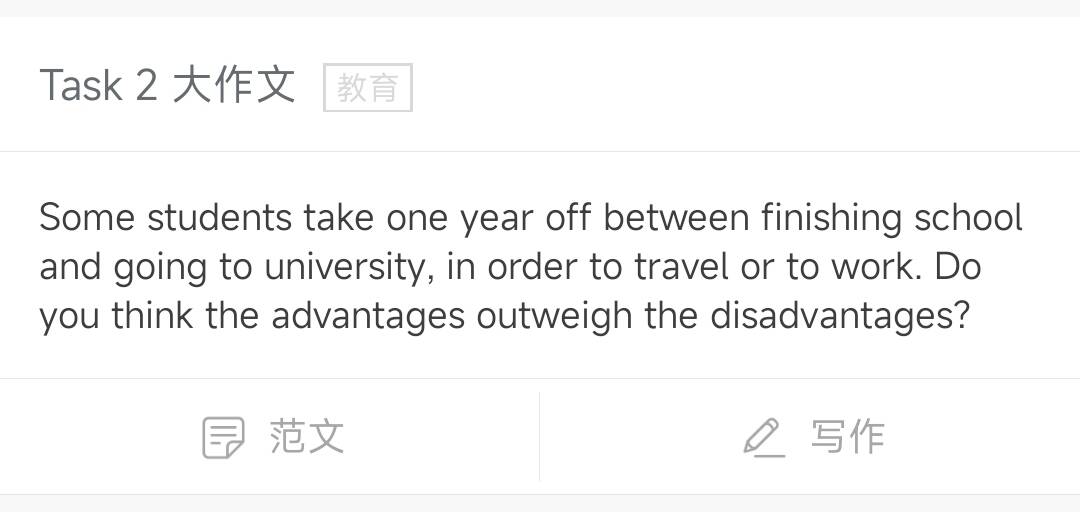 Task 2 大作文 教育
Some students take one year off between finishing school
and going to university, in order to travel or to work. Do
you think the advantages outweigh the disadvantages?
范文 写作